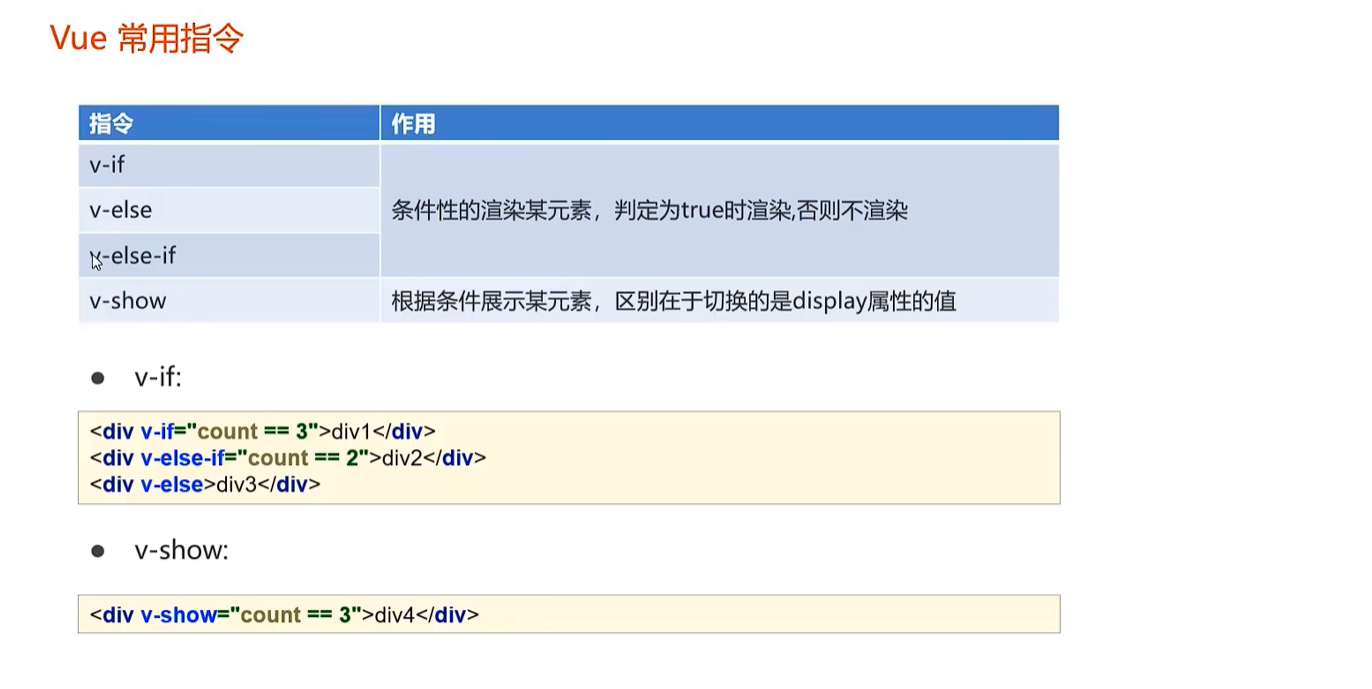 Vue 常用指令
指令 作用
v-if
v-else 条件性的渲染某元素，判定为true时渲染,否则不渲染
v-else-if
v-show 根据条件展示某元素，区别在于切换的是display属性的值
● v-if:
<div v-if="count == 3">div1</div>
<div v-else-if="count == 2">div2</div>
<div v-else>div3</div>
● v-show:
<div v-show="count == 3">div4</div>